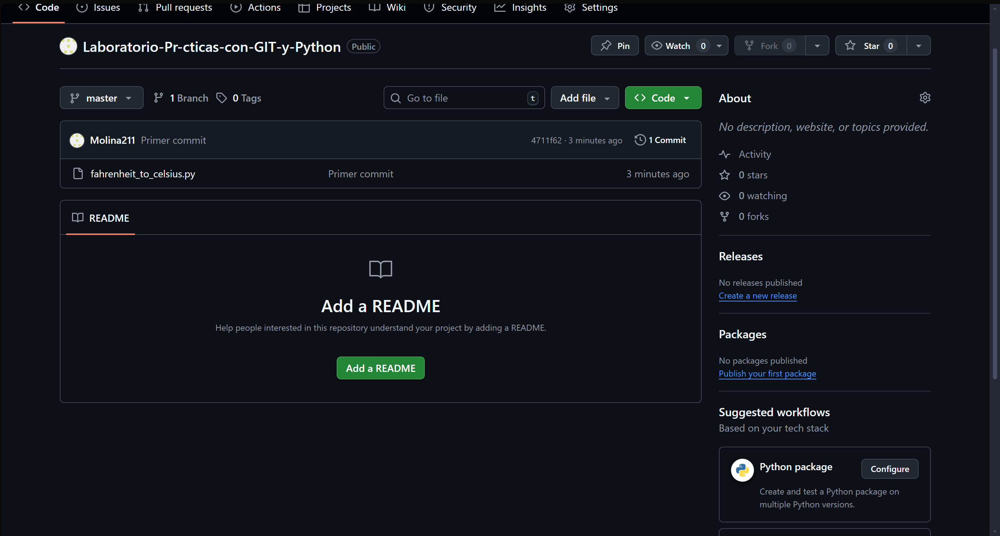 Code Issues Pull requests Actions Projects Wiki Security Insights Settings
Laboratorio-Pr-cticas-con-GIT-y-Python Public Pin Watch 0 Fork 0 Star 0
master 1 Branch 0 Tags Go to file t Add file Code
Molina211 Primer commit 4711f62 · 3 minutes ago 1 Commit
fahrenheit_to_celsius.py Primer commit 3 minutes ago
README
Add a README
Help people interested in this repository understand your project by adding a README.
Add a README
About
No description, website, or topics provided.
Activity
0 stars
0 watching
0 forks
Releases
No releases published
Create a new release
Packages
No packages published
Publish your first package
Suggested workflows
Based on your tech stack
Python package Configure
Create and test a Python package on
multiple Python versions.